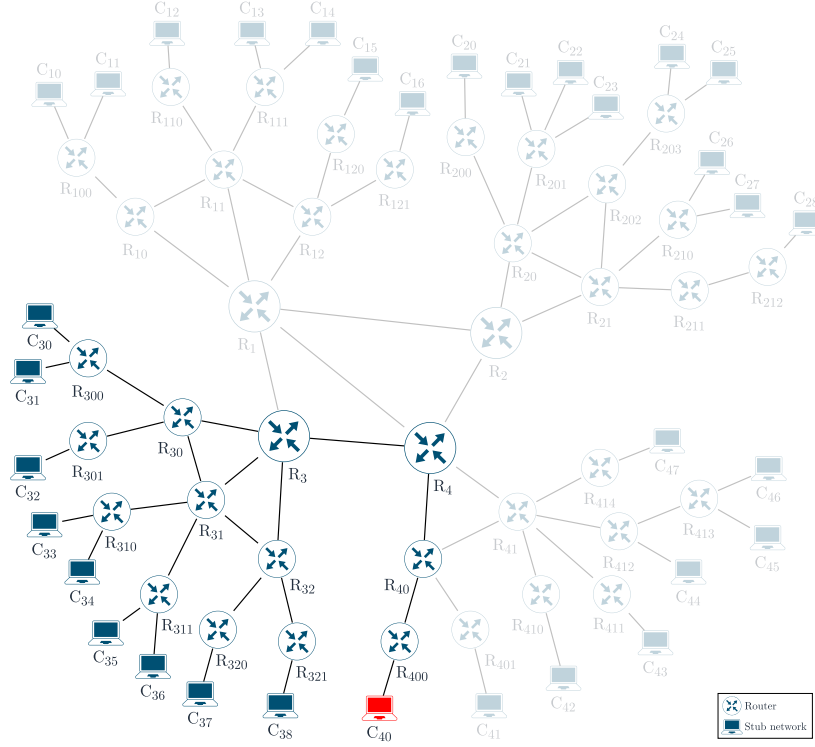 C12
C13
C14
C15
C16
C10
C11
R110
R111
R120
R121
R100
R11
R10
R12
C20
C21
C22
C23
C24
C25
C26
C27
C28
R200
R201
R203
R202
R210
R20
R21
R211
R212
R1
R2
C30
C31
R300
R30
R301
C32
R3
R4
R31
R310
C33
C34
R32
R311
C35
C36
R320
R321
C37
C38
R40
R400
C40
R401
C41
R41
R410
C42
R411
C43
R412
C44
R413
C45
C46
R414
C47
Router
Stub network